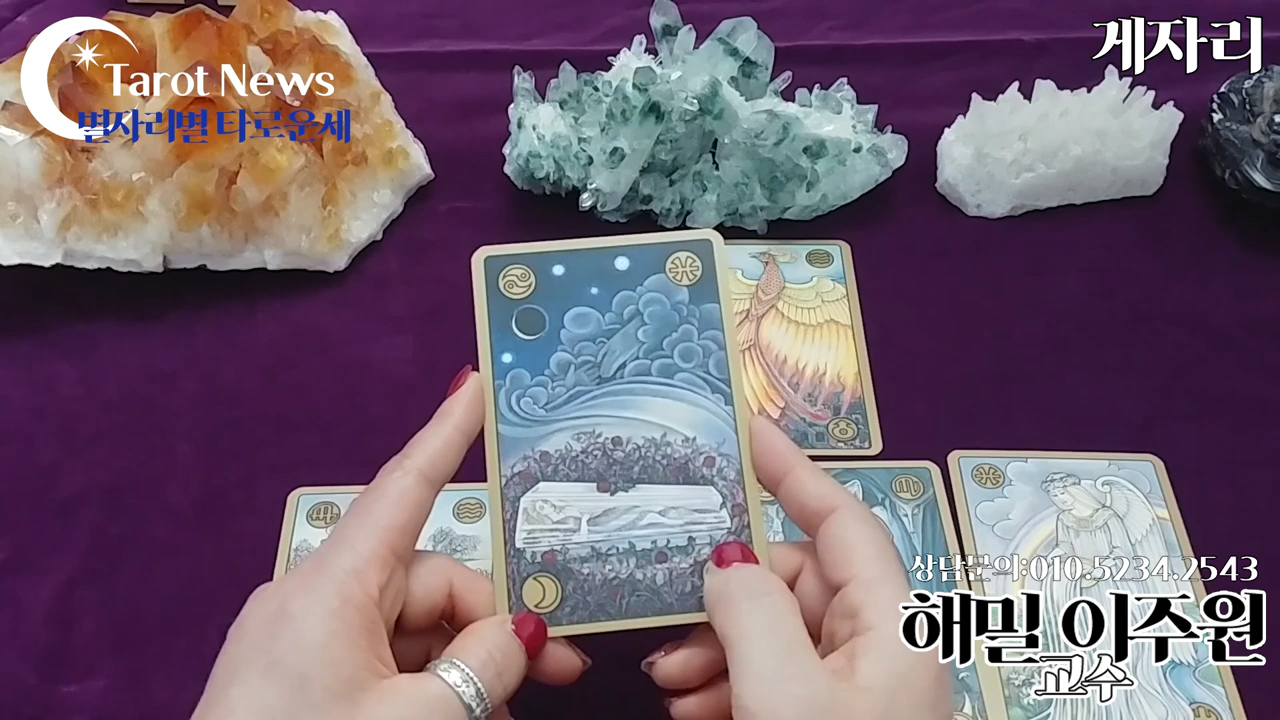 Tarot News
별자리별 타로운세
게자리
상담문의:010.5234.2543
해밀 이주원
교수